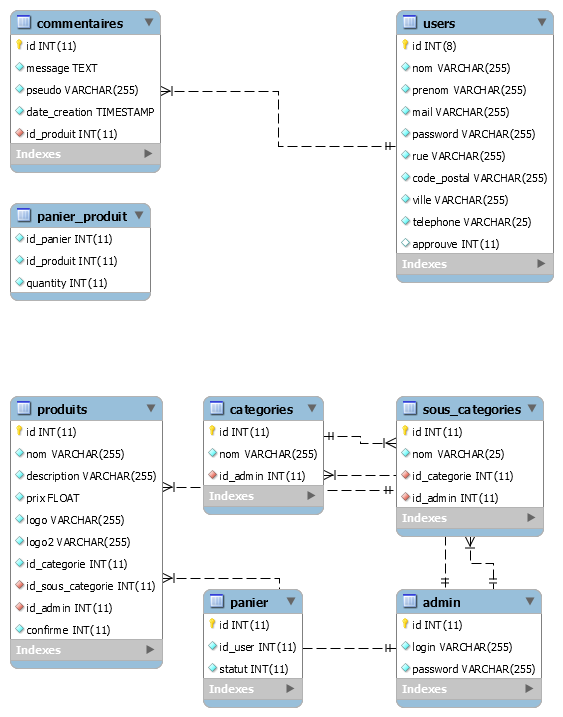 commentaires
id INT(11)
message TEXT
pseudo VARCHAR(255)
date_creation TIMESTAMP
id_produit INT(11)
Indexes
users
id INT(8)
nom VARCHAR(255)
prenom VARCHAR(255)
mail VARCHAR(255)
password VARCHAR(255)
rue VARCHAR(255)
code_postal VARCHAR(255)
ville VARCHAR(255)
telephone VARCHAR(25)
approuve INT(11)
Indexes
panier_produit
id_panier INT(11)
id_produit INT(11)
quantity INT(11)
produits
id INT(11)
nom VARCHAR(255)
description VARCHAR(255)
prix FLOAT
logo VARCHAR(255)
logo2 VARCHAR(255)
id_categorie INT(11)
id_sous_categorie INT(11)
id_admin INT(11)
confirme INT(11)
Indexes
categories
id INT(11)
nom VARCHAR(255)
id_admin INT(11)
Indexes
sous_categories
id INT(11)
nom VARCHAR(25)
id_categorie INT(11)
id_admin INT(11)
Indexes
panier
id INT(11)
id_user INT(11)
statut INT(11)
Indexes
admin
id INT(11)
login VARCHAR(255)
password VARCHAR(255)
Indexes